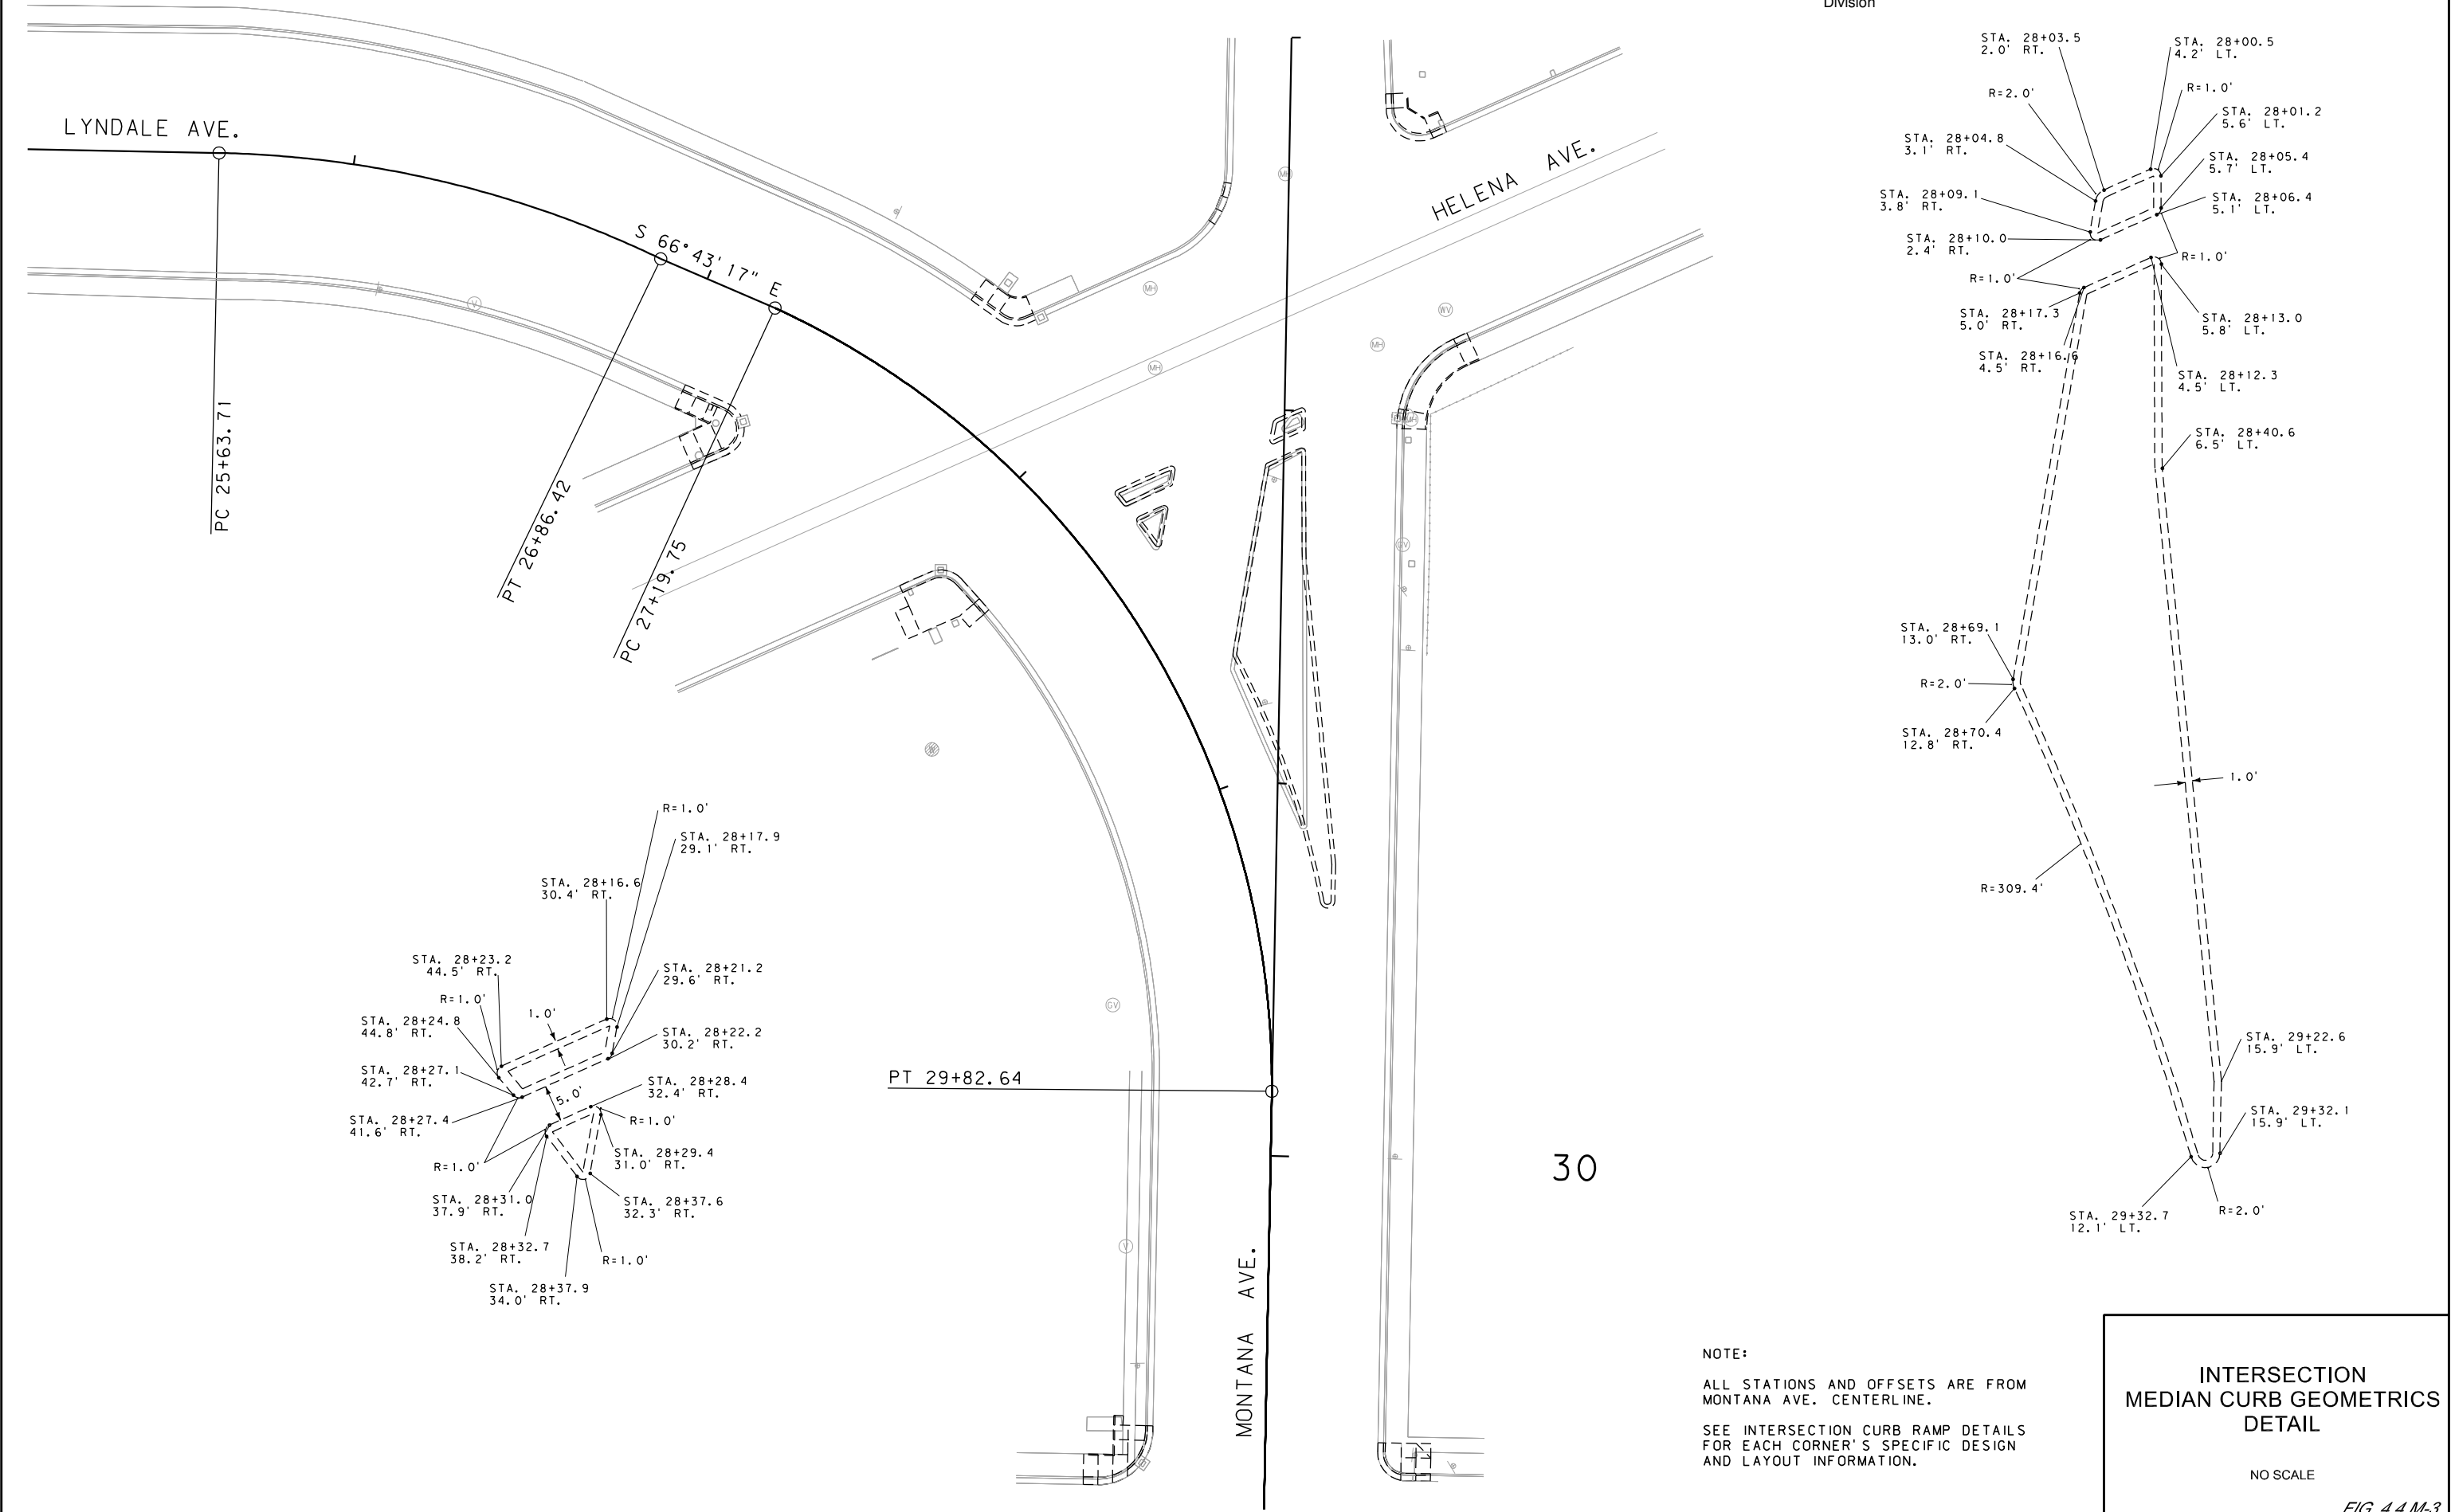 Division
LYNDALE AVE.
S 66°43'17" E
HELENA AVE.
PC 25+63.71
PT 26+86.42
PC 27+19.75
PT 29+82.64
MONTANA AVE.
30
MH
MH
MH
MH
WV
V
GV
V
STA. 28+03.5
2.0' RT.
STA. 28+00.5
4.2' LT.
R=2.0'
R=1.0'
STA. 28+01.2
5.6' LT.
STA. 28+04.8
3.1' RT.
STA. 28+05.4
5.7' LT.
STA. 28+09.1
3.8' RT.
STA. 28+06.4
5.1' LT.
STA. 28+10.0
2.4' RT.
R=1.0'
R=1.0'
STA. 28+17.3
5.0' RT.
STA. 28+13.0
5.8' LT.
STA. 28+16.6
4.5' RT.
STA. 28+12.3
4.5' LT.
STA. 28+40.6
6.5' LT.
STA. 28+69.1
13.0' RT.
R=2.0'
STA. 28+70.4
12.8' RT.
1.0'
R=309.4'
STA. 29+22.6
15.9' LT.
STA. 29+32.1
15.9' LT.
STA. 29+32.7
12.1' LT.
R=2.0'
R=1.0'
STA. 28+17.9
29.1' RT.
STA. 28+16.6
30.4' RT.
STA. 28+23.2
44.5' RT.
STA. 28+21.2
29.6' RT.
R=1.0'
1.0'
STA. 28+24.8
44.8' RT.
STA. 28+22.2
30.2' RT.
STA. 28+27.1
42.7' RT.
STA. 28+28.4
32.4' RT.
5.0'
STA. 28+27.4
41.6' RT.
R=1.0'
R=1.0'
STA. 28+29.4
31.0' RT.
STA. 28+31.0
37.9' RT.
STA. 28+37.6
32.3' RT.
STA. 28+32.7
38.2' RT.
R=1.0'
STA. 28+37.9
34.0' RT.
NOTE:
ALL STATIONS AND OFFSETS ARE FROM
MONTANA AVE. CENTERLINE.
SEE INTERSECTION CURB RAMP DETAILS
FOR EACH CORNER'S SPECIFIC DESIGN
AND LAYOUT INFORMATION.
INTERSECTION
MEDIAN CURB GEOMETRICS
DETAIL
NO SCALE
FIG. 4.4.M-3